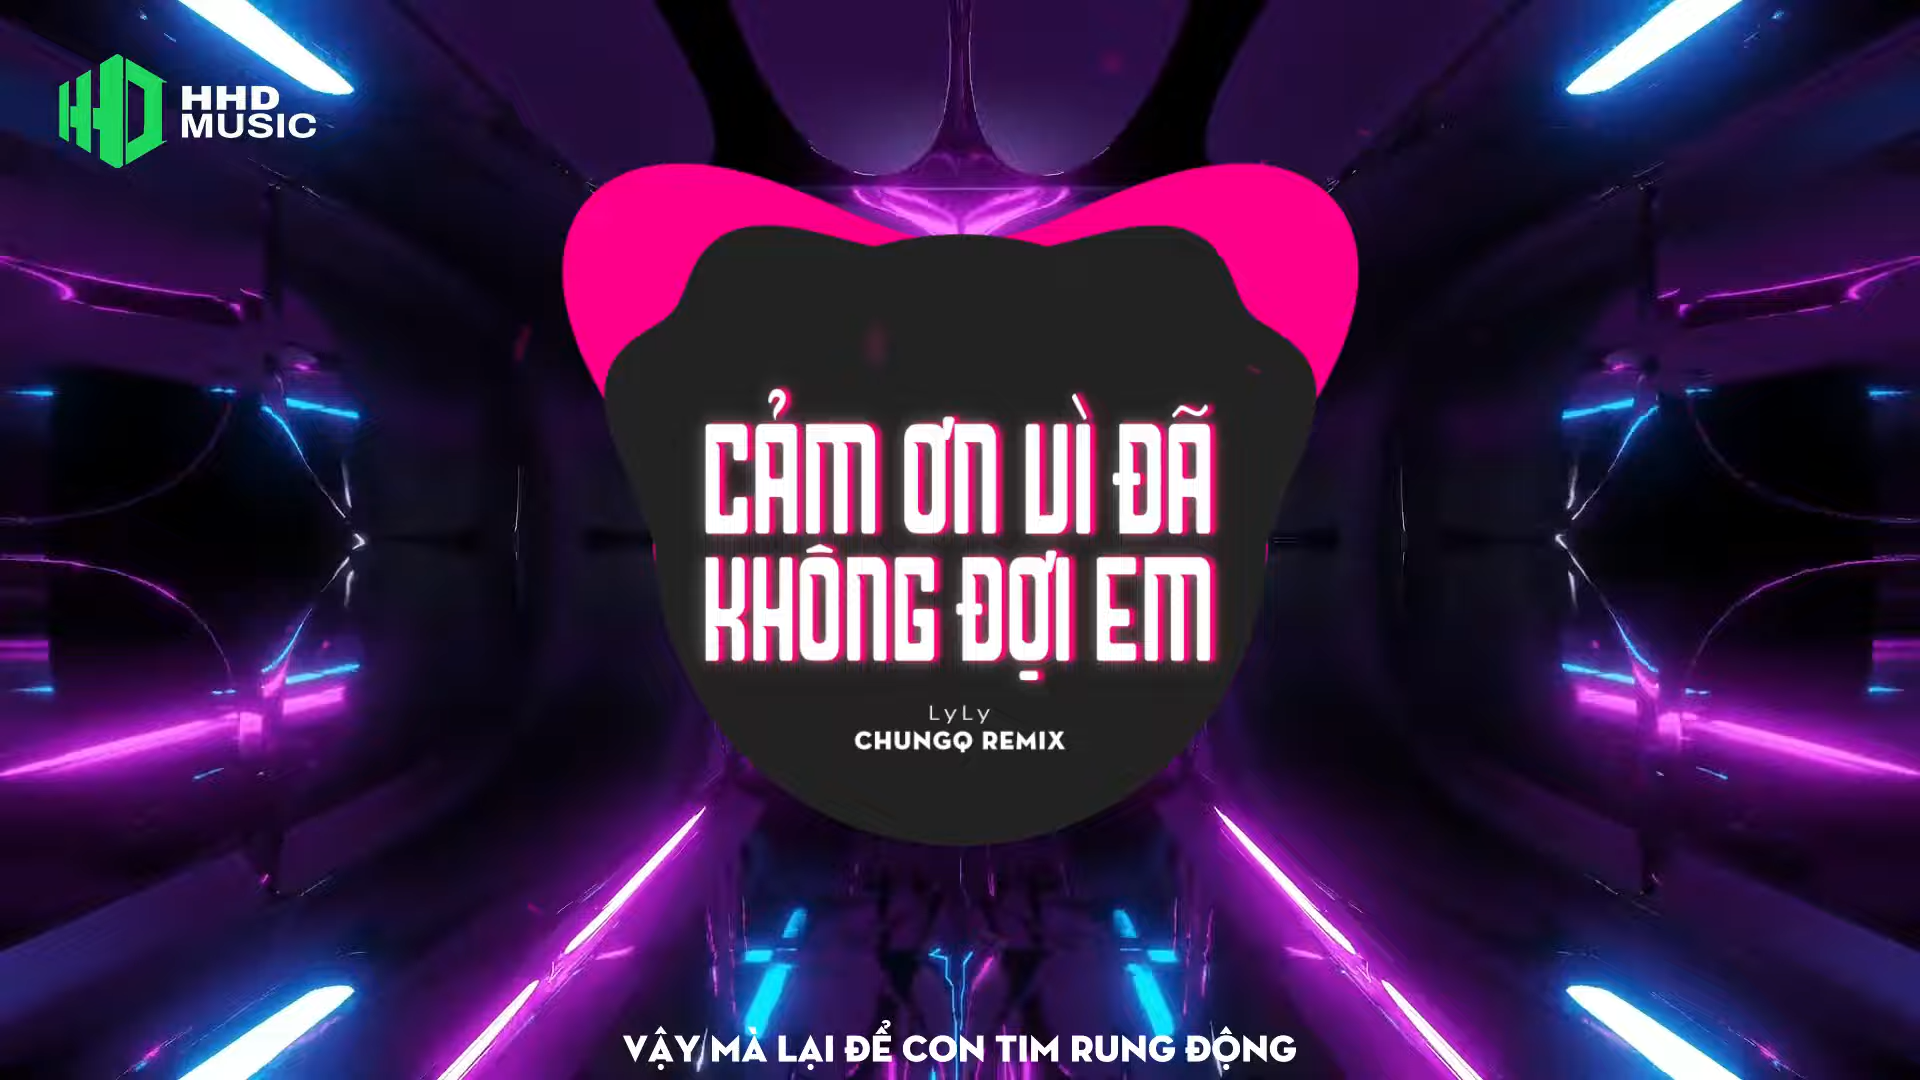 HHD
MUSIC
CẢM ƠN VÌ ĐÃ
KHÔNG ĐỢI EM
LyLy
CHUNGQ REMIX
VẬY MÀ LẠI ĐỂ CON TIM RUNG ĐỘNG